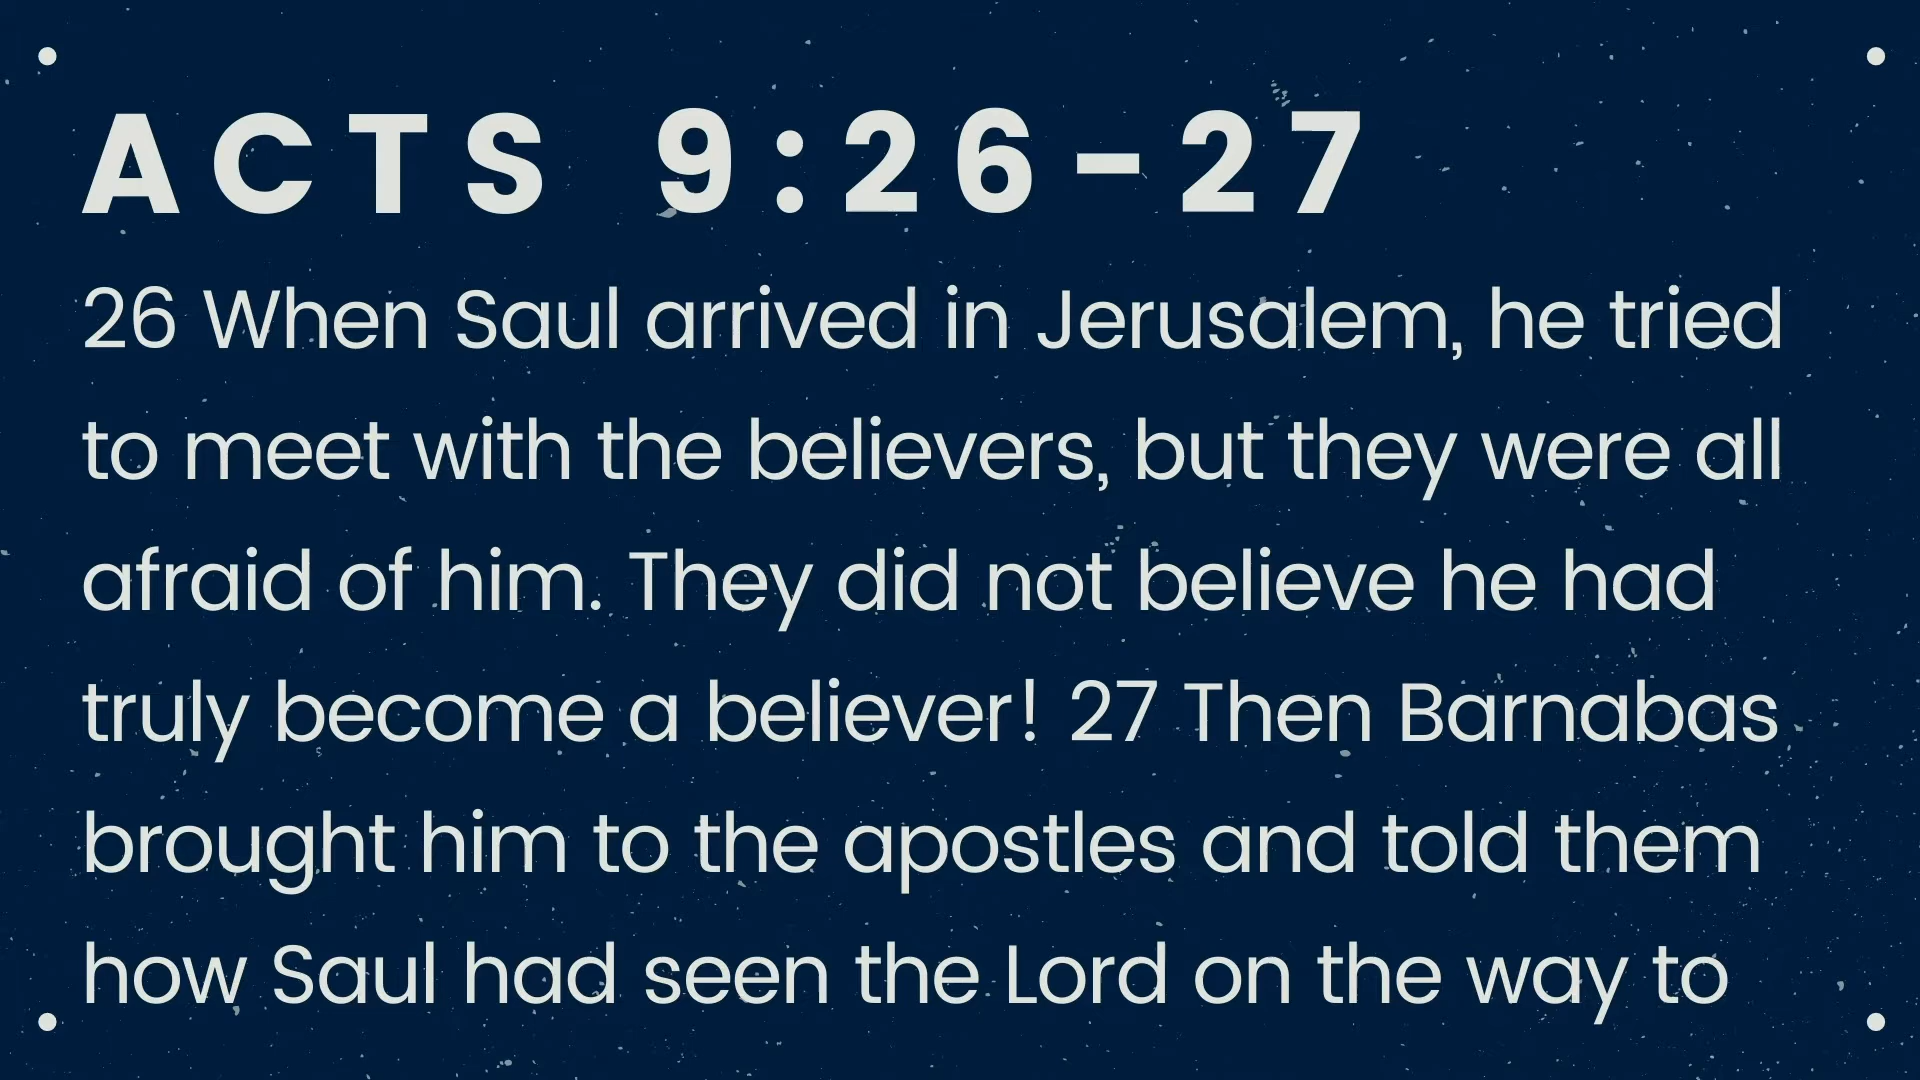 ACTS 9:26-27
26 When Saul arrived in Jerusalem, he tried
to meet with the believers, but they were all
afraid of him. They did not believe he had
truly become a believer! 27 Then Barnabas
brought him to the apostles and told them
how Saul had seen the Lord on the way to